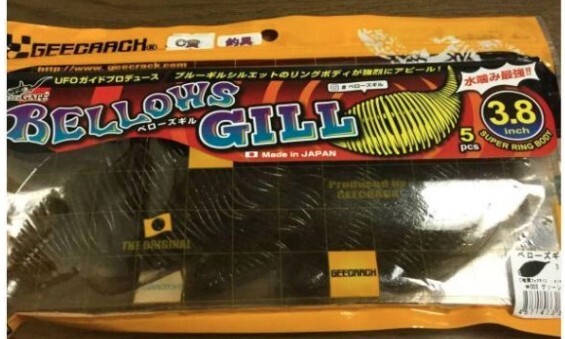 GEECRACK®
釣具
http://www.geecrack.com
UFOガイドプロデュース
ブルーギルシルエットのリングボディが強烈にアピール!
@ベローズギル
水噛み最強!!
BELLOWS GILL
ベローズギル
3.8
inch
5
pcs
SUPER RING BODY
Made in JAPAN
Produced by
GEECRACK
THE ORIGINAL
GEECRACK
ベローズギ